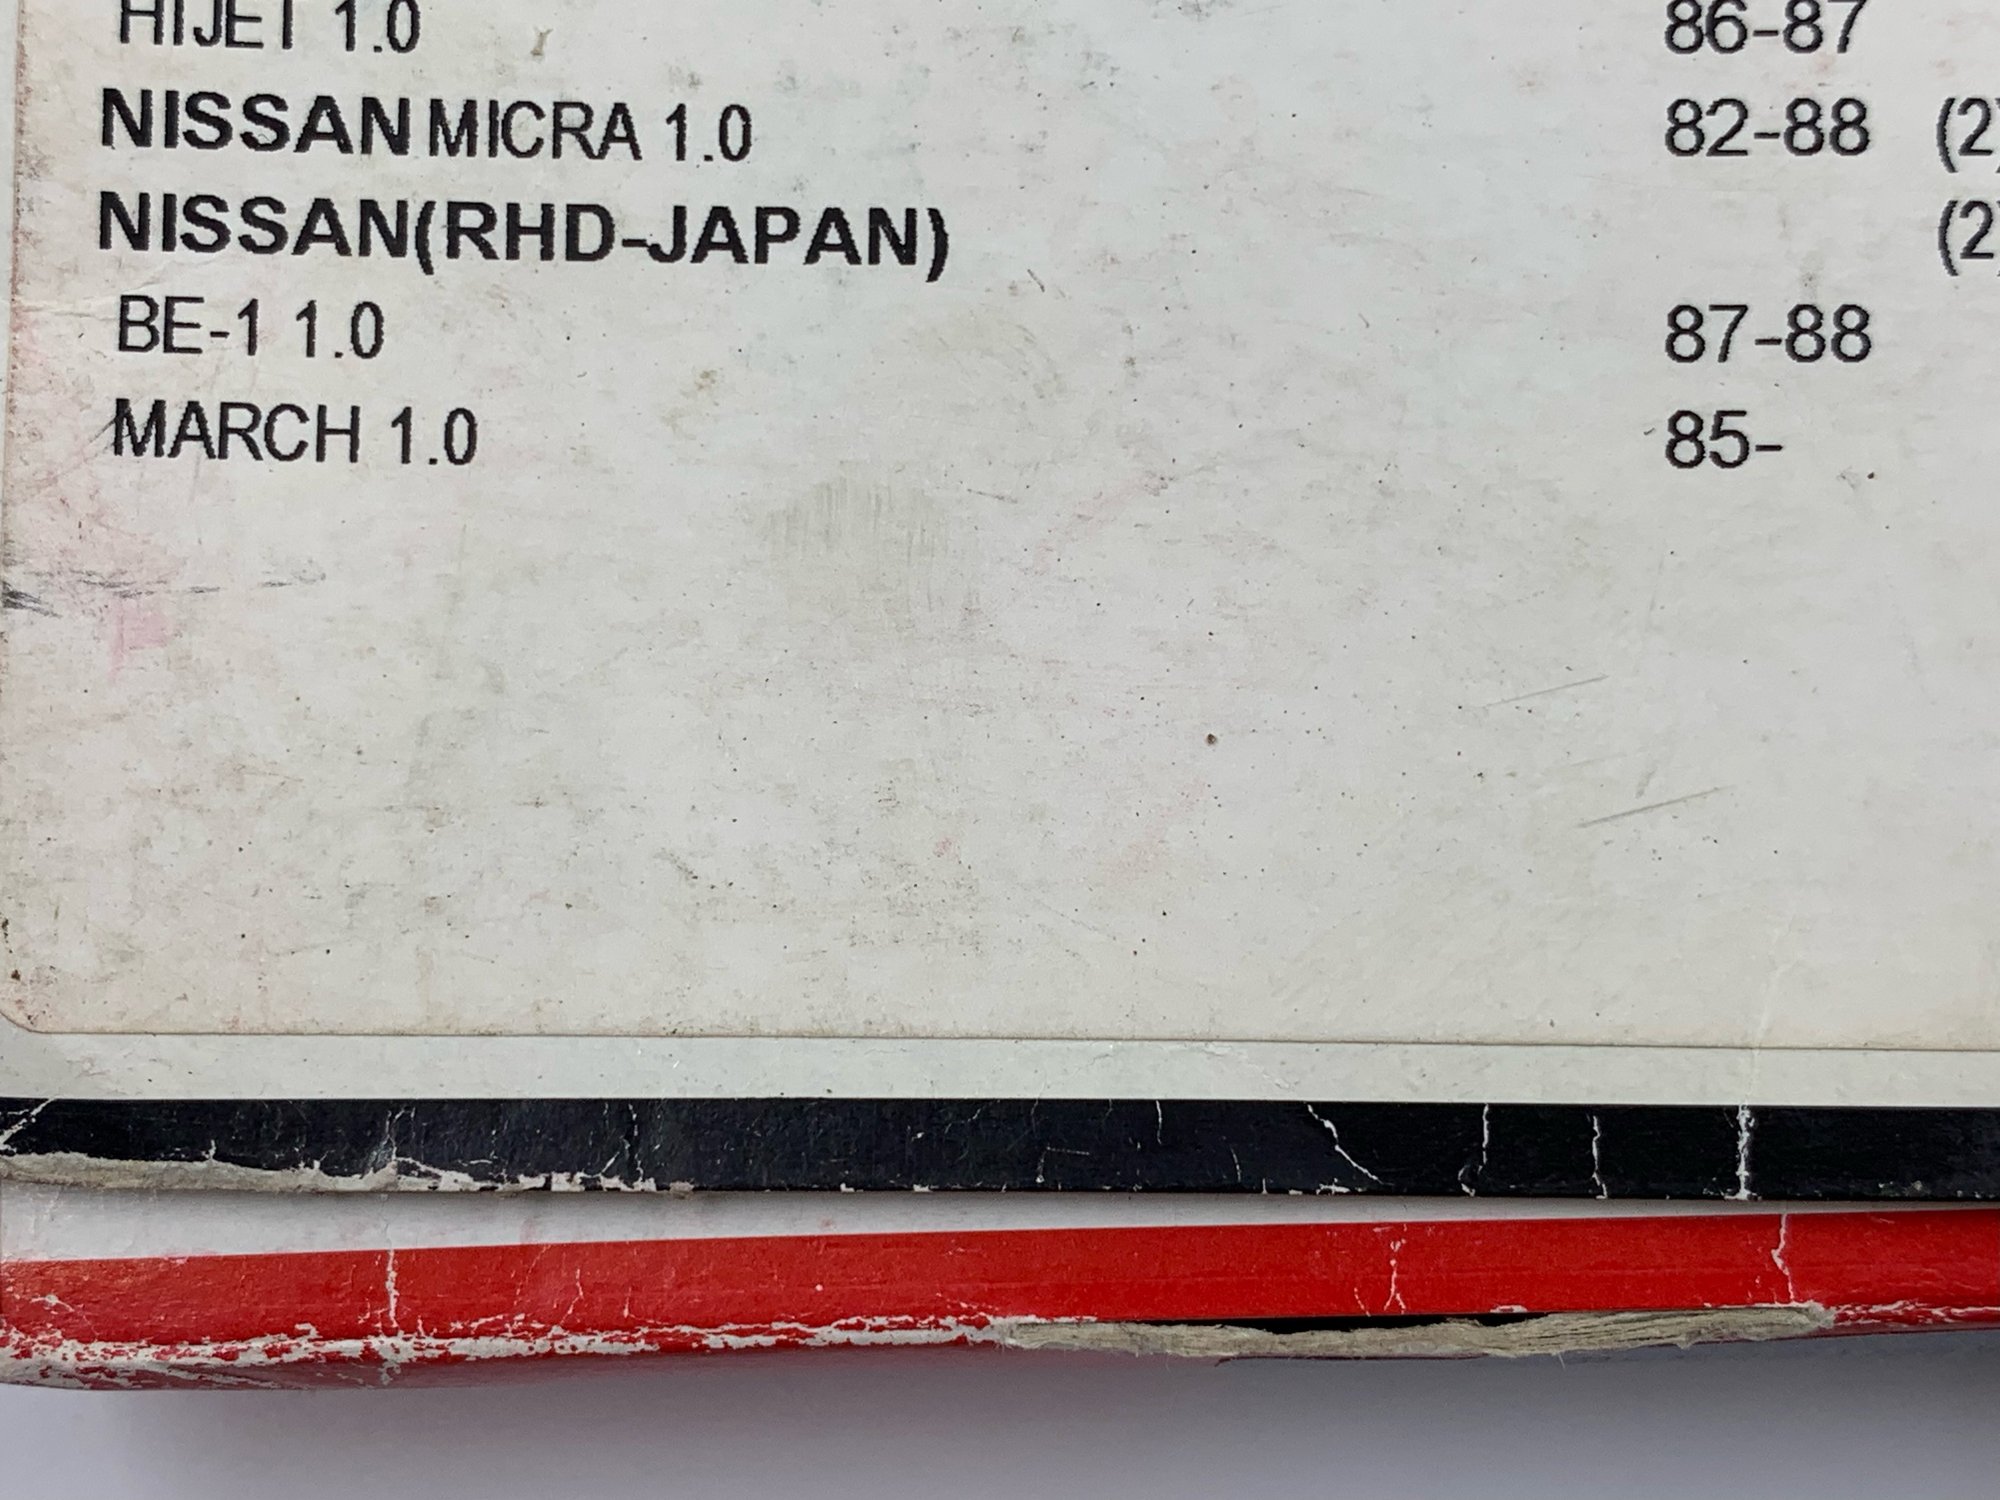 HIJET 1.0 86-87
NISSAN MICRA 1.0 82-88 (2)
NISSAN(RHD-JAPAN) (2)
BE-1 1.0 87-88
MARCH 1.0 85-